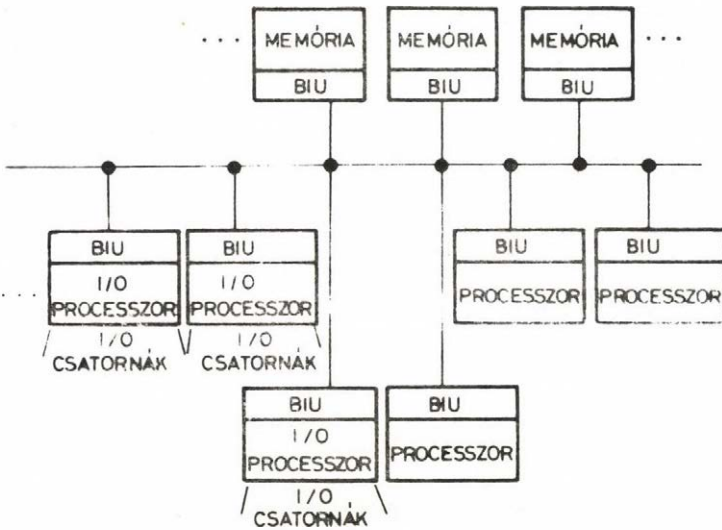 MEMÓRIA MEMÓRIA MEMÓRIA
BIU BIU BIU
BIU BIU BIU BIU
I/O I/O
PROCESSZOR PROCESSZOR PROCESSZOR PROCESSZOR
I/O I/O
CSATORNÁK CSATORNÁK
BIU BIU
I/O
PROCESSZOR PROCESSZOR
I/O
CSATORNÁK